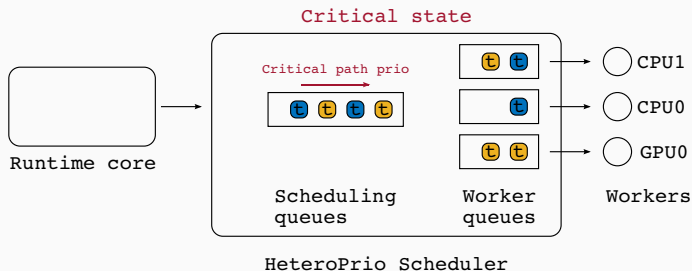 Critical state
Critical path prio
t t t t
t t
t
t t
CPU1
CPU0
GPU0
Runtime core
Scheduling
queues
Worker
queues
Workers
HeteroPrio Scheduler